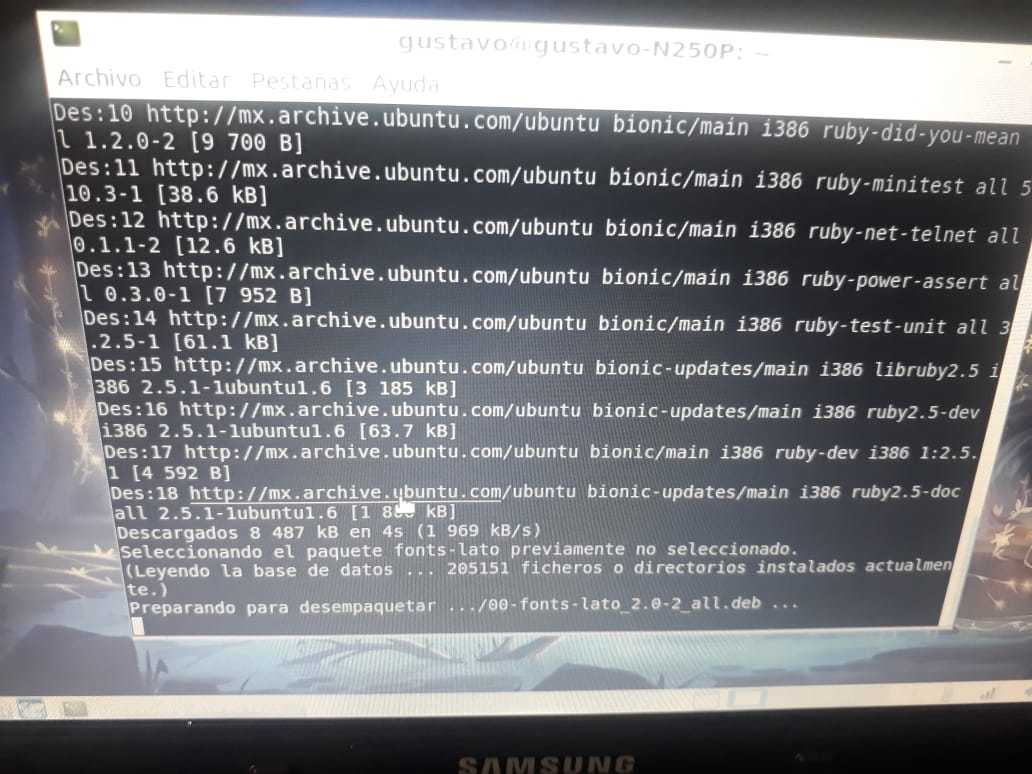 gustavo@gustavo-N250P: ~
Archivo Editar Pestañas Ayuda
Des:10 http://mx.archive.ubuntu.com/ubuntu bionic/main i386 ruby-did-you-mean
l 1.2.0-2 [9 700 B]
Des:11 http://mx.archive.ubuntu.com/ubuntu bionic/main i386 ruby-minitest all 5
10.3-1 [38.6 kB]
Des:12 http://mx.archive.ubuntu.com/ubuntu bionic/main i386 ruby-net-telnet all
0.1.1-2 [12.6 kB]
Des:13 http://mx.archive.ubuntu.com/ubuntu bionic/main i386 ruby-power-assert al
l 0.3.0-1 [7 952 B]
Des:14 http://mx.archive.ubuntu.com/ubuntu bionic/main i386 ruby-test-unit all 3
.2.5-1 [61.1 kB]
Des:15 http://mx.archive.ubuntu.com/ubuntu bionic-updates/main i386 libruby2.5 i
386 2.5.1-1ubuntu1.6 [3 185 kB]
Des:16 http://mx.archive.ubuntu.com/ubuntu bionic-updates/main i386 ruby2.5-dev
i386 2.5.1-1ubuntu1.6 [63.7 kB]
Des:17 http://mx.archive.ubuntu.com/ubuntu bionic/main i386 ruby-dev i386 1:2.5.
1 [4 592 B]
Des:18 http://mx.archive.ubuntu.com/ubuntu bionic-updates/main i386 ruby2.5-doc
all 2.5.1-1ubuntu1.6 [1 kB]
Descargados 8 487 kB en 4s (1 969 kB/s)
Seleccionando el paquete fonts-lato previamente no seleccionado.
(Leyendo la base de datos ... 205151 ficheros o directorios instalados actualmen
te.)
Preparando para desempaquetar .../00-fonts-lato_2.0-2_all.deb ...
SAMSUNG